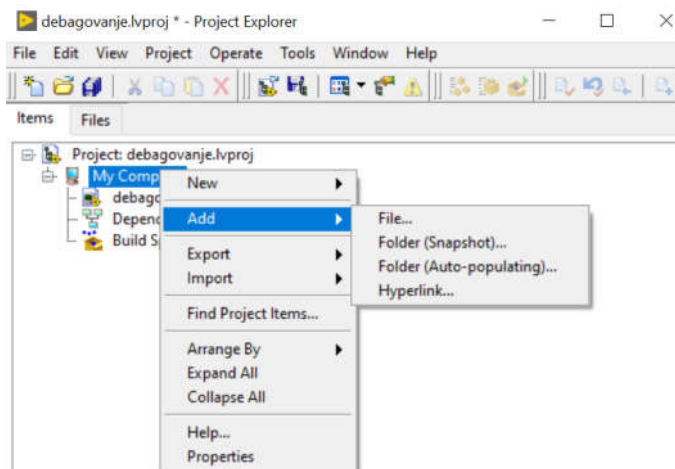 debagovanje.lvproj * - Project Explorer
File Edit View Project Operate Tools Window Help
Items Files
Project: debagovanje.lvproj
My Comp
debago
Depend
Build S
New
Add
Export
Import
Find Project Items...
Arrange By
Expand All
Collapse All
Help...
Properties
File...
Folder (Snapshot)...
Folder (Auto-populating)...
Hyperlink...